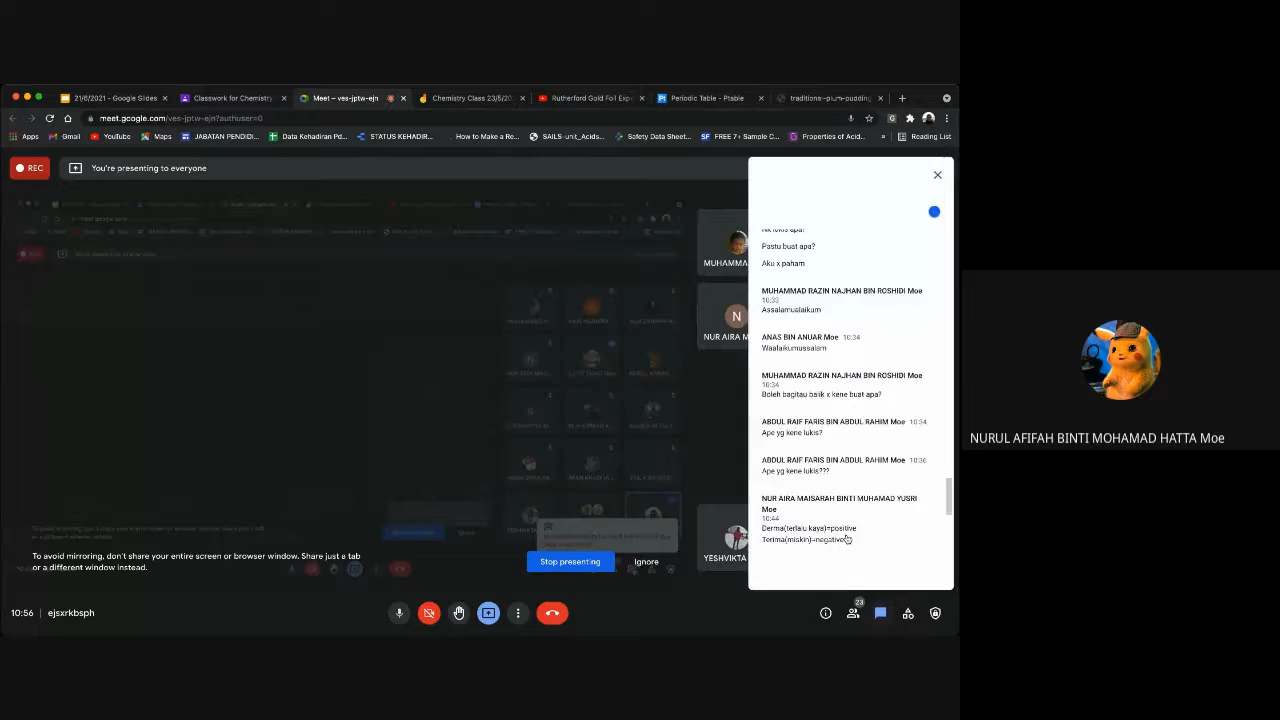 21/6/2021 - Google Slides
Classwork for Chemistry
Meet – ves-jptw-ejn
Chemistry Class 23/5/20
Rutherford Gold Foil Exp
Periodic Table - Ptable
traditional-plum-pudding
meet.google.com/ves-jptw-ejn?authuser=0
Apps
Gmail
YouTube
Maps
JABATAN PENDIDI...
Data Kehadiran Pd...
STATUS KEHADIR...
How to Make a Re...
SAILS-unit_Acids...
Safety Data Sheet...
FREE 7+ Sample C...
Properties of Acid...
»
Reading List
REC
You're presenting to everyone
MUHAMMA
N
NUR AIRA M
YESHVIKTA
Nk lukis apa?
Pastu buat apa?
Aku x paham
MUHAMMAD RAZIN NAJHAN BIN ROSHIDI Moe
10:33
Assalamualaikum
ANAS BIN ANUAR Moe 10:34
Waalaikumussalam
MUHAMMAD RAZIN NAJHAN BIN ROSHIDI Moe
10:34
Boleh bagitau balik x kene buat apa?
ABDUL RAIF FARIS BIN ABDUL RAHIM Moe 10:34
Ape yg kene lukis?
ABDUL RAIF FARIS BIN ABDUL RAHIM Moe 10:36
Ape yg kene lukis???
NUR AIRA MAISARAH BINTI MUHAMAD YUSRI
Moe
10:44
Derma(terlalu kaya)=positive
Terima(miskin)=negative
To avoid mirroring, don't share your entire screen or browser window. Share just a tab
or a different window instead.
Stop presenting
Ignore
10:56 | ejsxrkbsph
23
NURUL AFIFAH BINTI MOHAMAD HATTA Moe